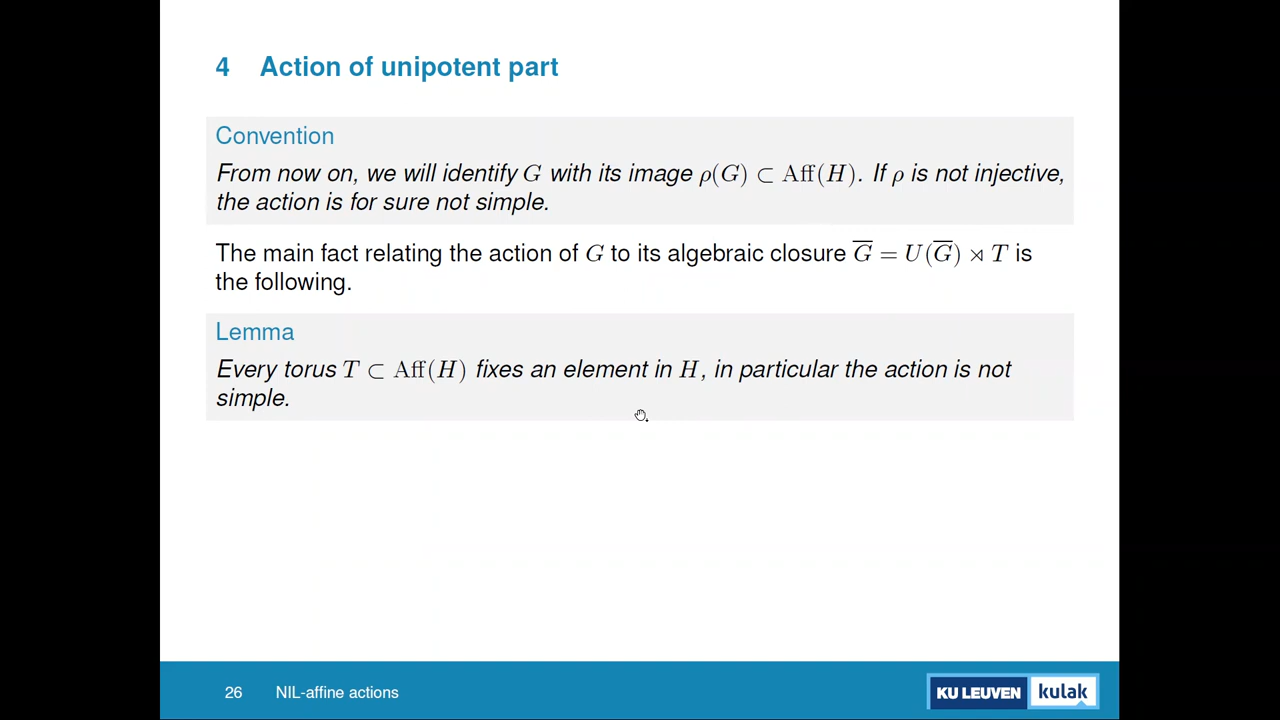 4 Action of unipotent part
Convention
From now on, we will identify G with its image ρ(G) ⊂ Aff(H). If ρ is not injective,
the action is for sure not simple.
The main fact relating the action of G to its algebraic closure G̅ = U(G̅) ⋊ T is
the following.
Lemma
Every torus T ⊂ Aff(H) fixes an element in H, in particular the action is not
simple.
26 NIL-affine actions
KU LEUVEN kulak